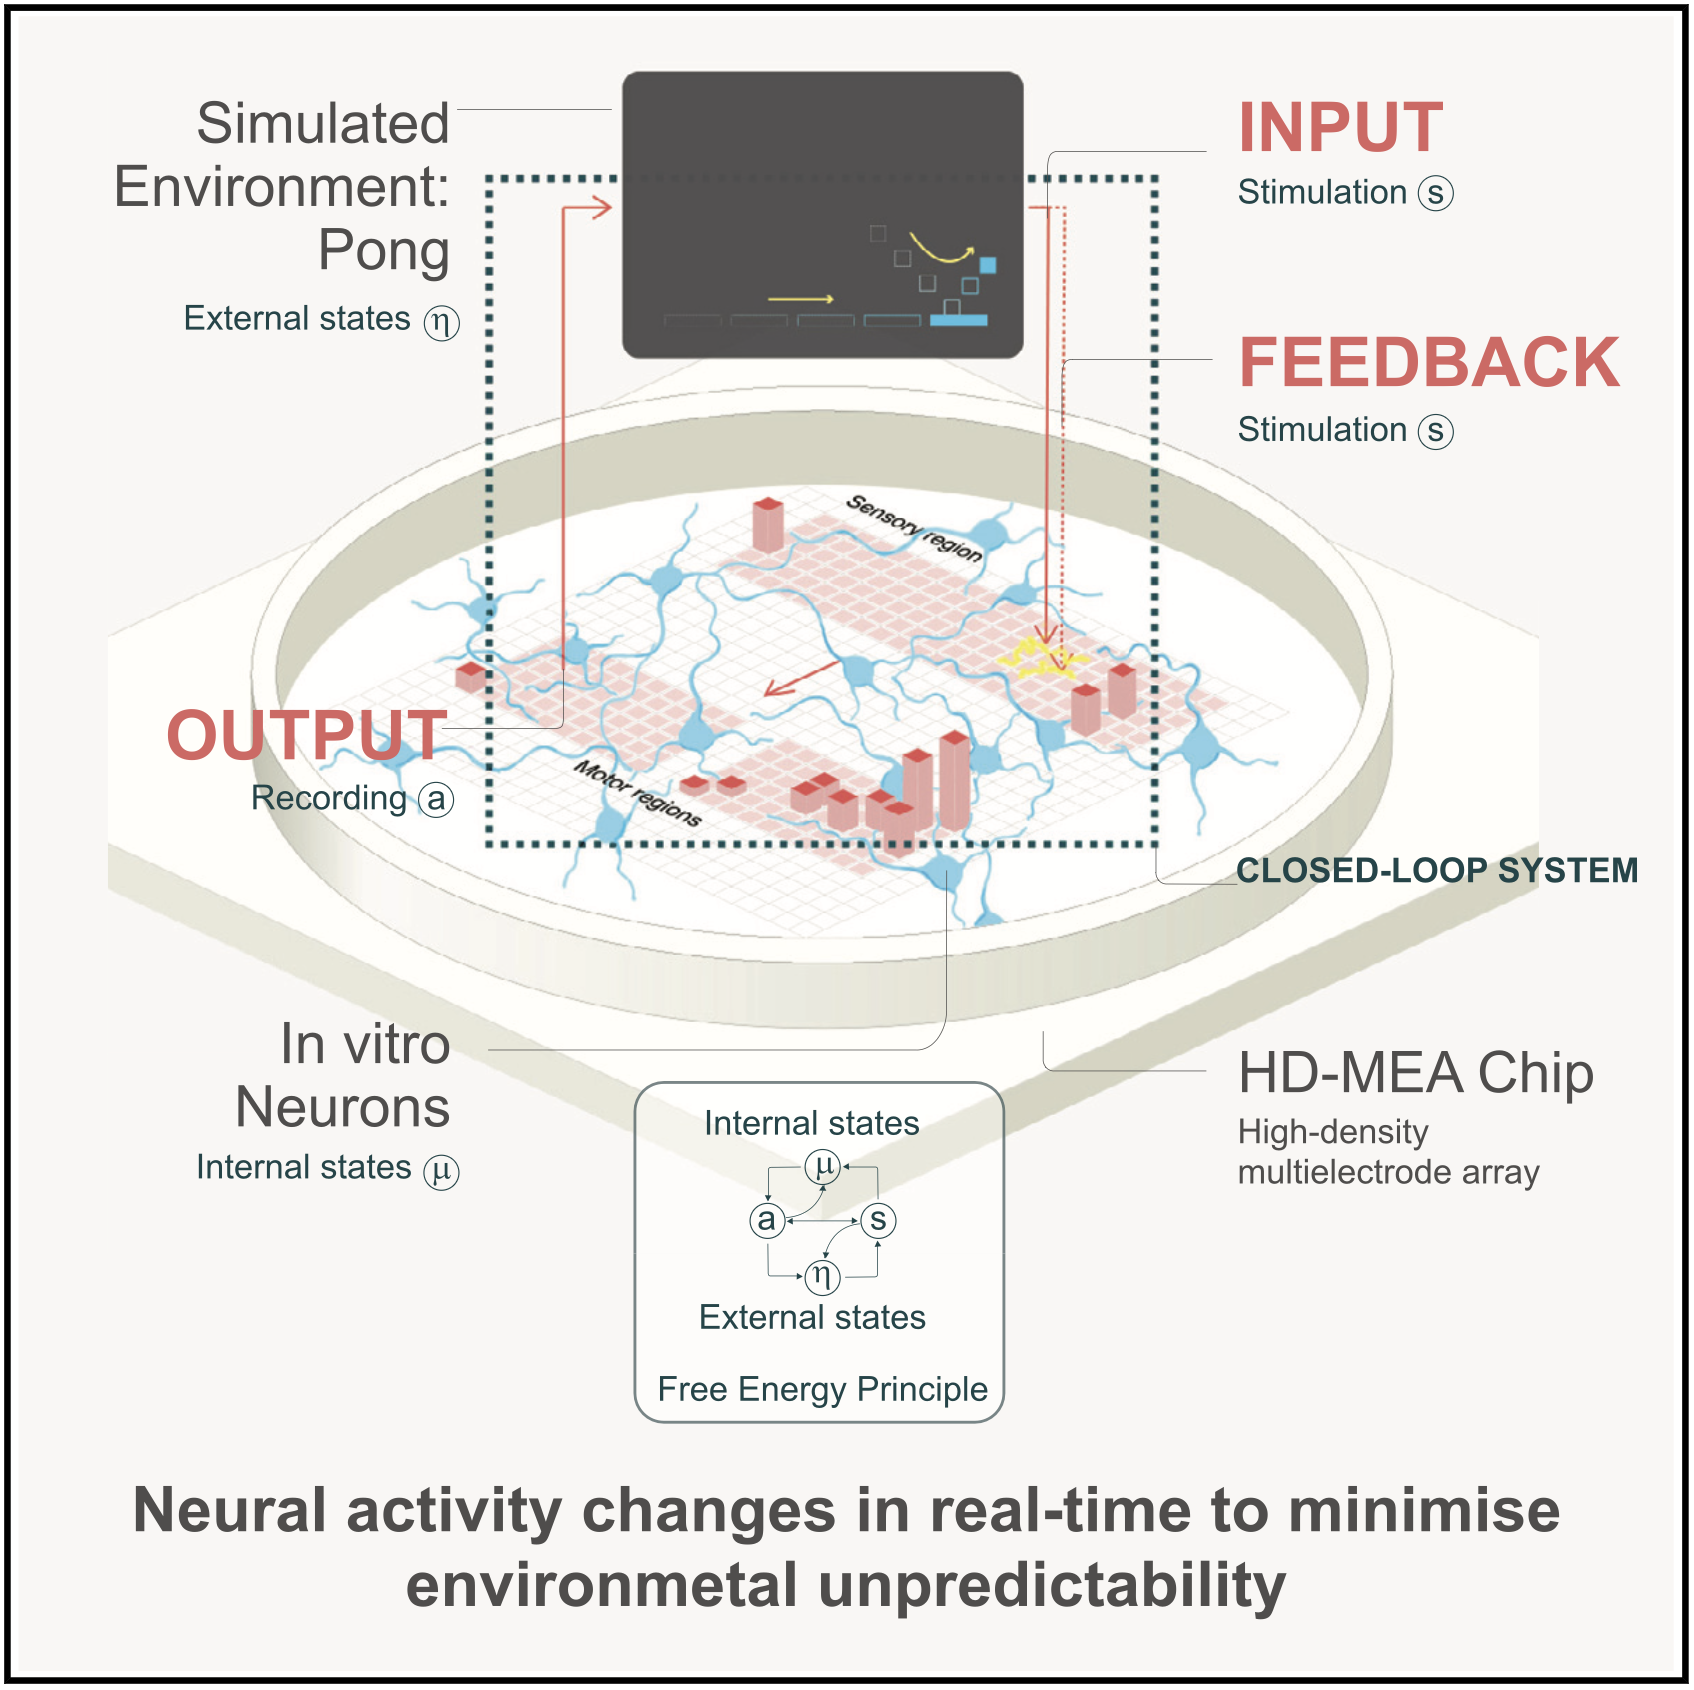 Simulated
Environment:
Pong
External states η
INPUT
Stimulation s
FEEDBACK
Stimulation s
Sensory region
OUTPUT
Recording a
Motor regions
CLOSED-LOOP SYSTEM
In vitro
Neurons
Internal states μ
HD-MEA Chip
High-density
multielectrode array
Internal states
μ
a s
η
External states
Free Energy Principle
Neural activity changes in real-time to minimise
environmetal unpredictability